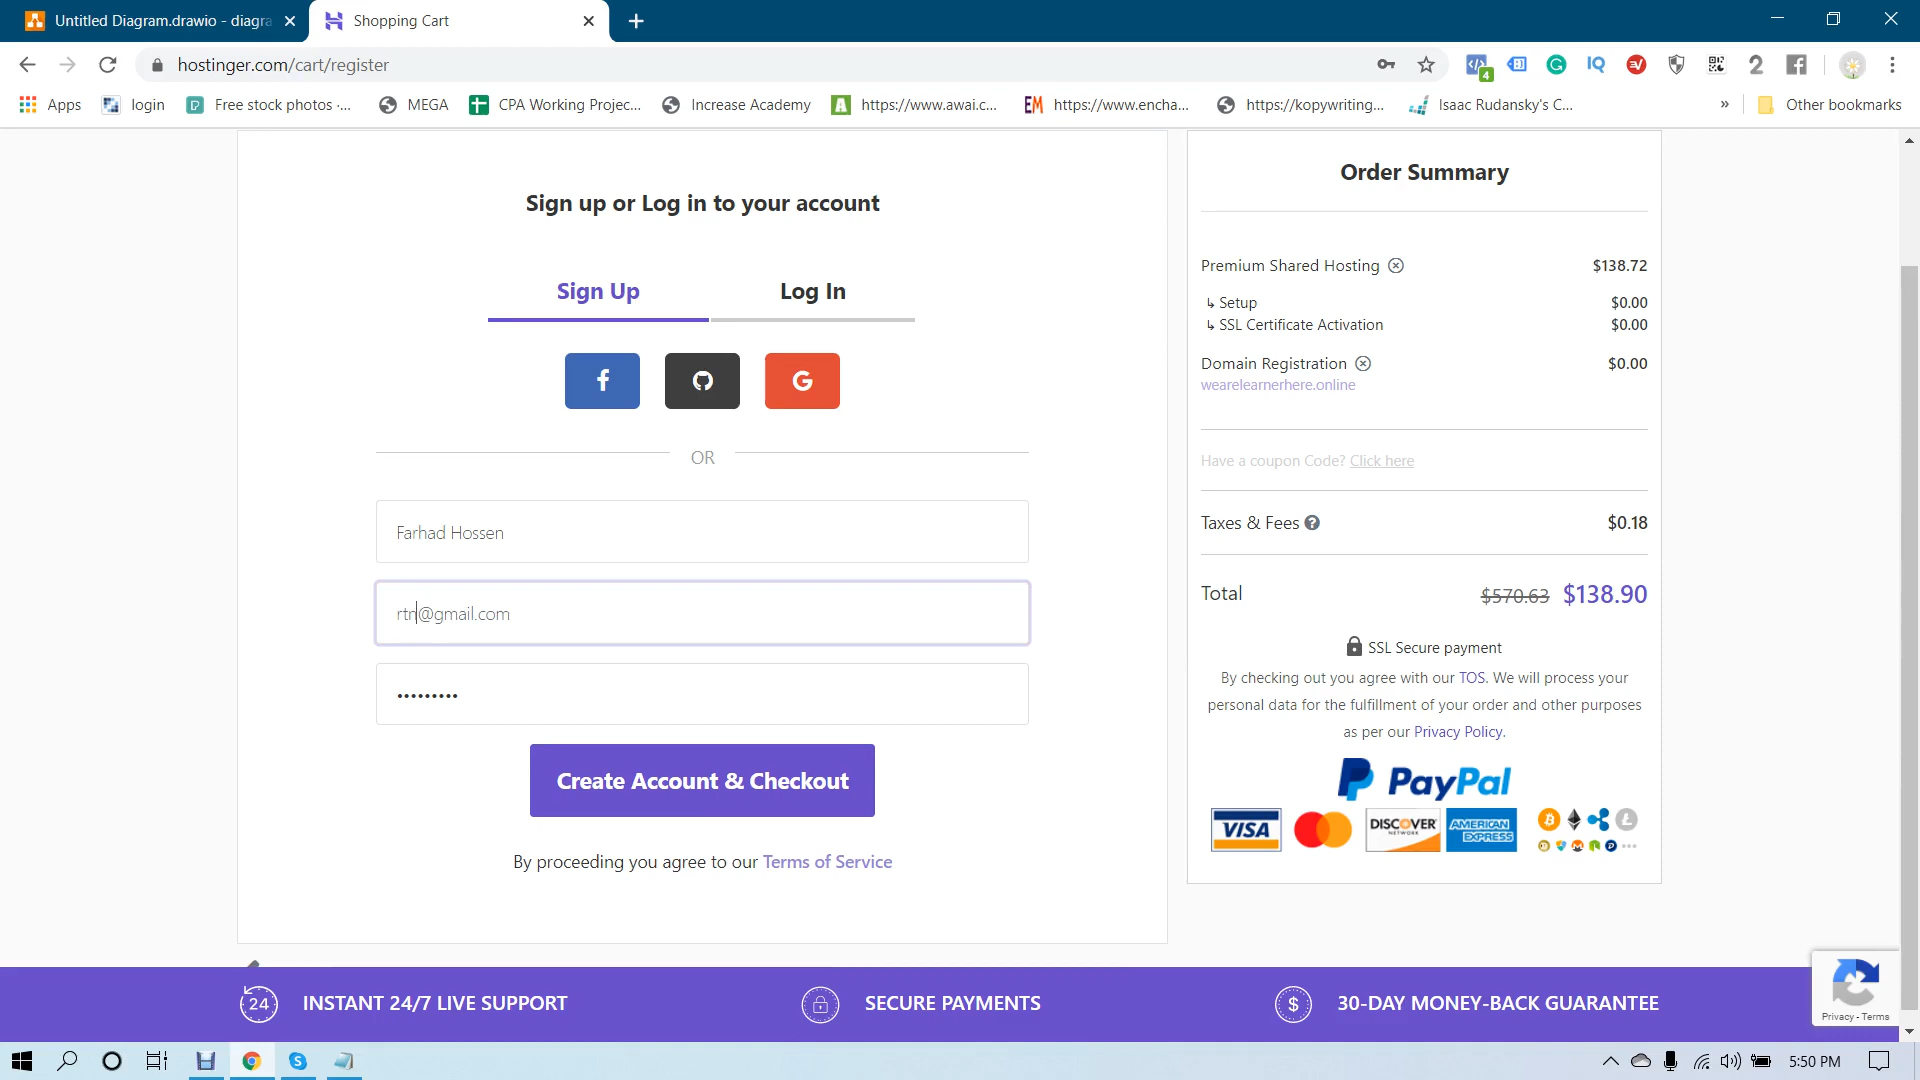 Untitled Diagram.drawio - diagra
Shopping Cart
hostinger.com/cart/register
4
Apps
login
Free stock photos -...
MEGA
CPA Working Projec...
Increase Academy
https://www.awai.c...
https://www.encha...
https://kopywriting...
Isaac Rudansky's C...
»
Other bookmarks
Sign up or Log in to your account
Sign Up
Log In
OR
Farhad Hossen
rtn@gmail.com
•••••••••
Create Account & Checkout
By proceeding you agree to our Terms of Service
Order Summary
Premium Shared Hosting $138.72
↳ Setup $0.00
↳ SSL Certificate Activation $0.00
Domain Registration $0.00
wearelearnerhere.online
Have a coupon Code? Click here
Taxes & Fees $0.18
Total $570.63 $138.90
SSL Secure payment
By checking out you agree with our TOS. We will process your
personal data for the fulfillment of your order and other purposes
as per our Privacy Policy.
PayPal
VISA
DISCOVER
NETWORK
AMERICAN
EXPRESS
24 INSTANT 24/7 LIVE SUPPORT
SECURE PAYMENTS
$ 30-DAY MONEY-BACK GUARANTEE
Privacy - Terms
5:50 PM